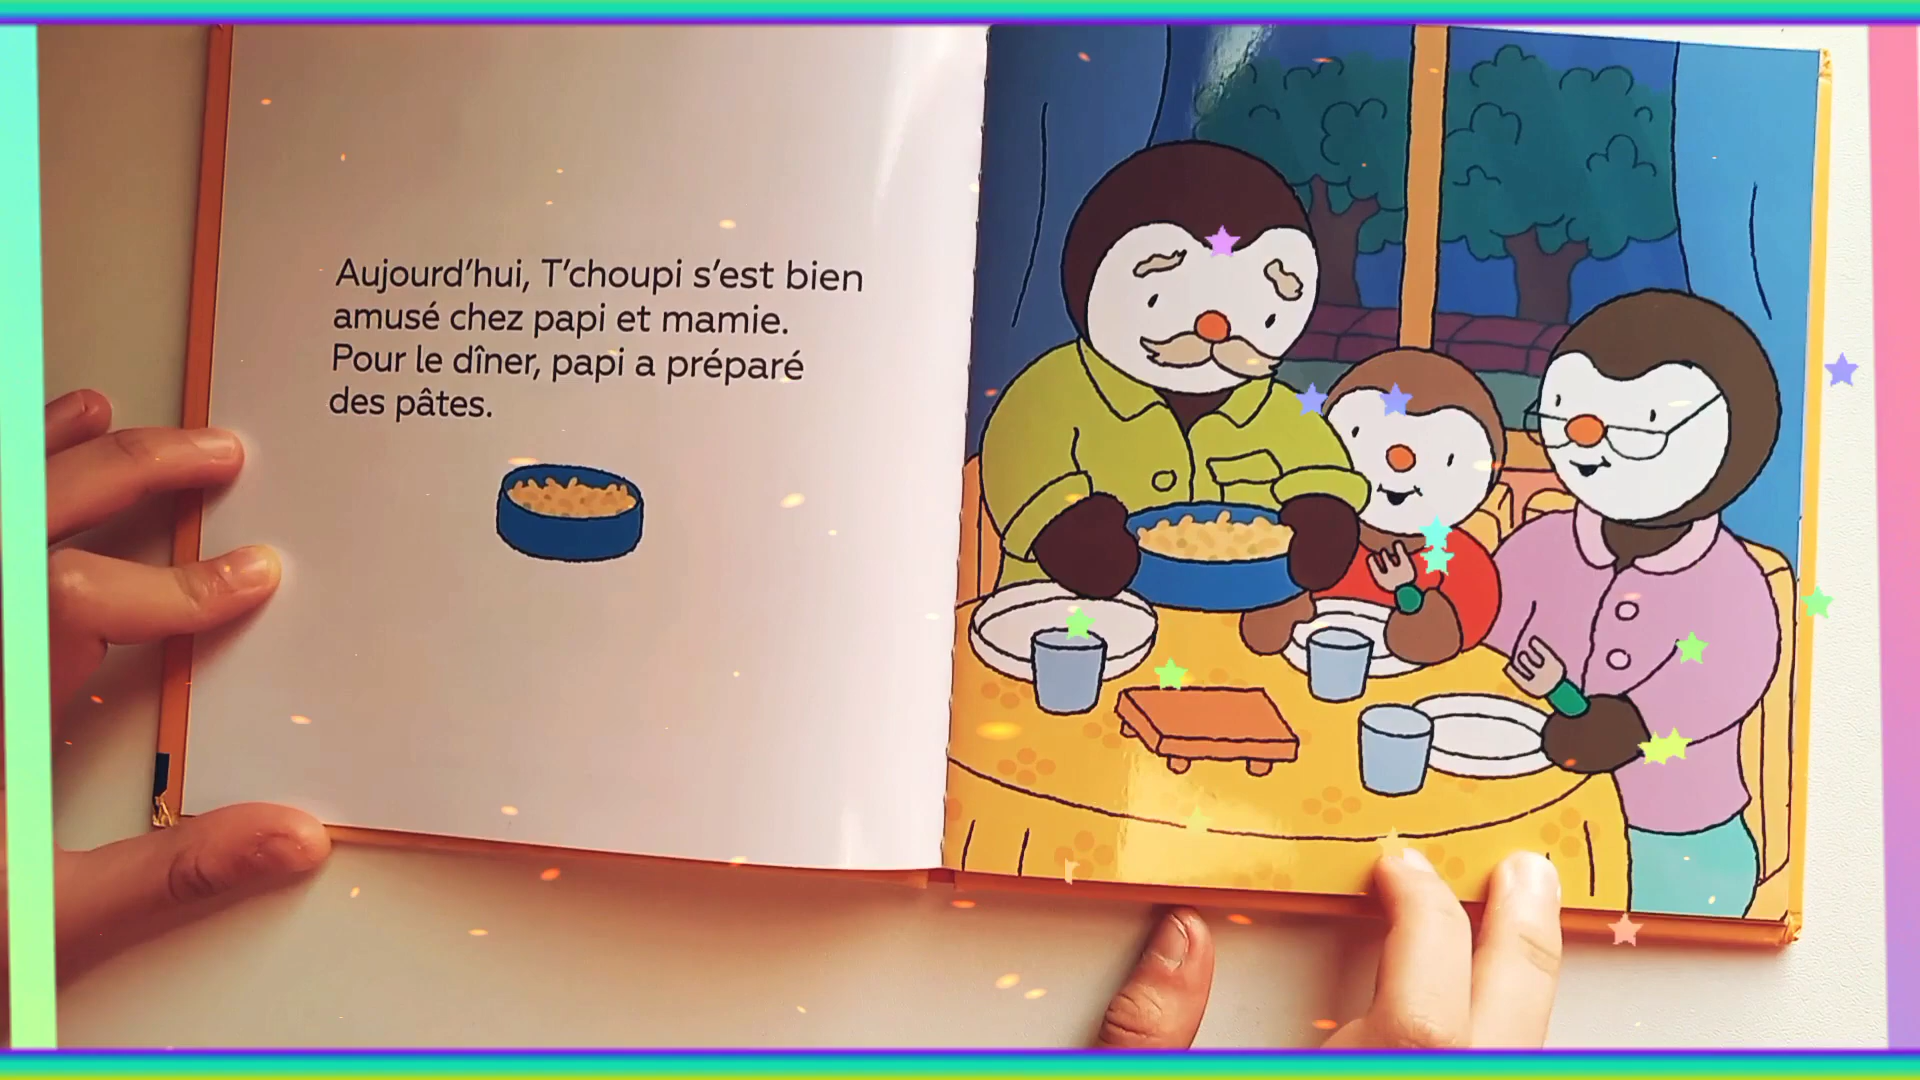 Aujourd'hui, T'choupi s'est bien
amusé chez papi et mamie.
Pour le dîner, papi a préparé
des pâtes.